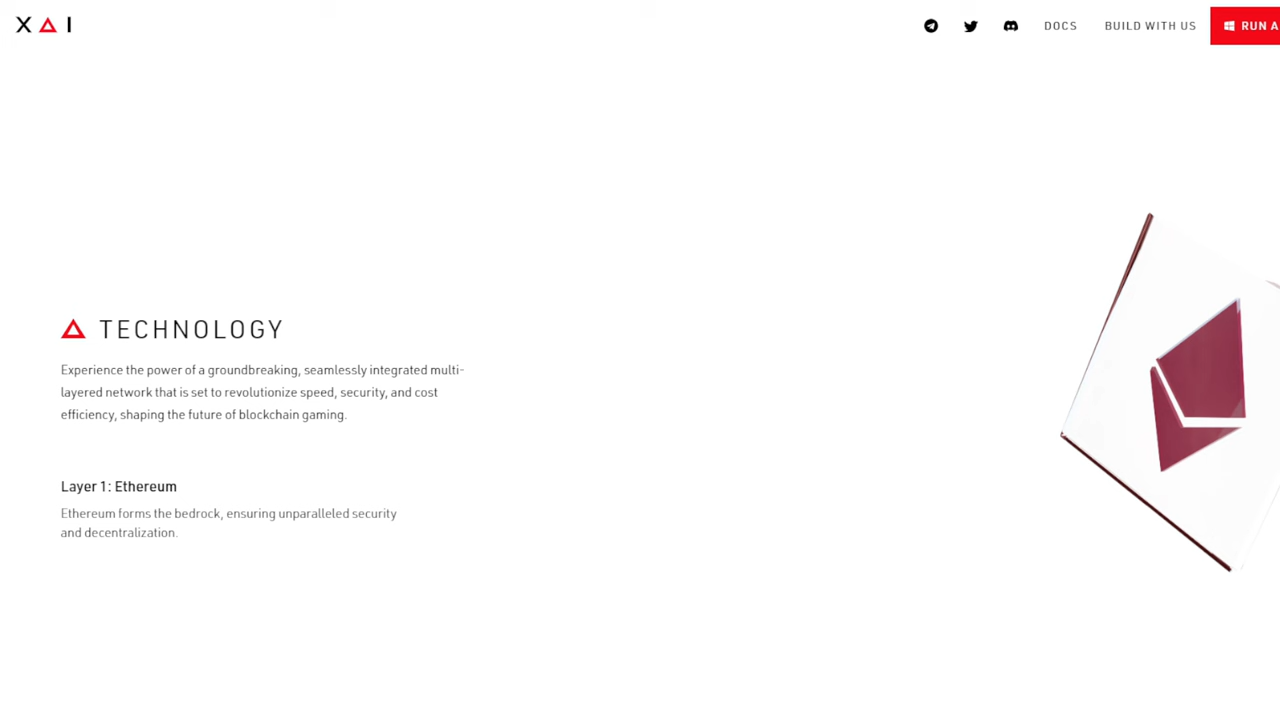 XAI
DOCS
BUILD WITH US
RUN A
TECHNOLOGY
Experience the power of a groundbreaking, seamlessly integrated multi-
layered network that is set to revolutionize speed, security, and cost
efficiency, shaping the future of blockchain gaming.
Layer 1: Ethereum
Ethereum forms the bedrock, ensuring unparalleled security
and decentralization.